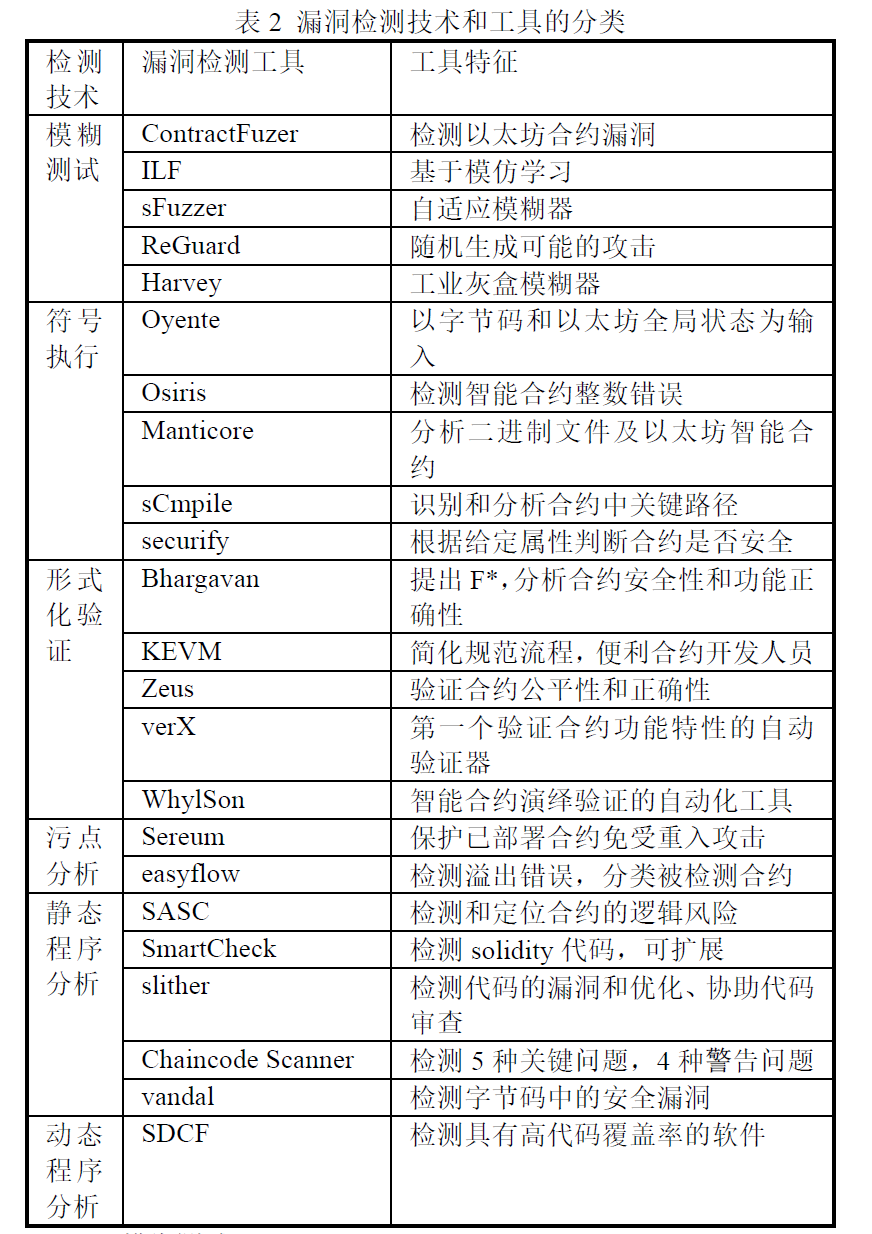 表 2 漏洞检测技术和工具的分类
检测技术 漏洞检测工具 工具特征
模糊测试 ContractFuzer 检测以太坊合约漏洞
ILF 基于模仿学习
sFuzzer 自适应模糊器
ReGuard 随机生成可能的攻击
Harvey 工业灰盒模糊器
符号执行 Oyente 以字节码和以太坊全局状态为输入
Osiris 检测智能合约整数错误
Manticore 分析二进制文件及以太坊智能合约
sCmpile 识别和分析合约中关键路径
securify 根据给定属性判断合约是否安全
形式化验证 Bhargavan 提出 F*，分析合约安全性和功能正确性
KEVM 简化规范流程，便利合约开发人员
Zeus 验证合约公平性和正确性
verX 第一个验证合约功能特性的自动验证器
WhylSon 智能合约演绎验证的自动化工具
污点分析 Sereum 保护已部署合约免受重入攻击
easyflow 检测溢出错误，分类被检测合约
静态程序分析 SASC 检测和定位合约的逻辑风险
SmartCheck 检测 solidity 代码，可扩展
slither 检测代码的漏洞和优化、协助代码审查
Chaincode Scanner 检测 5 种关键问题，4 种警告问题
vandal 检测字节码中的安全漏洞
动态程序分析 SDCF 检测具有高代码覆盖率的软件